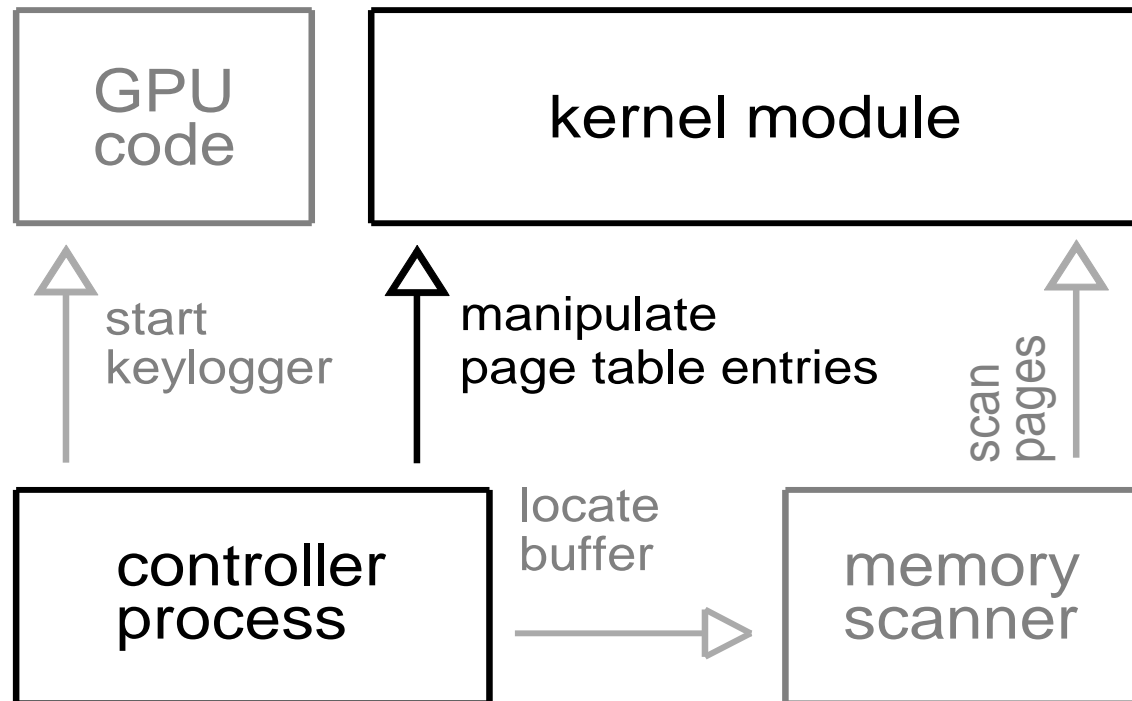 GPU
code
kernel module
start
keylogger
manipulate
page table entries
scan
pages
controller
process
locate
buffer
memory
scanner